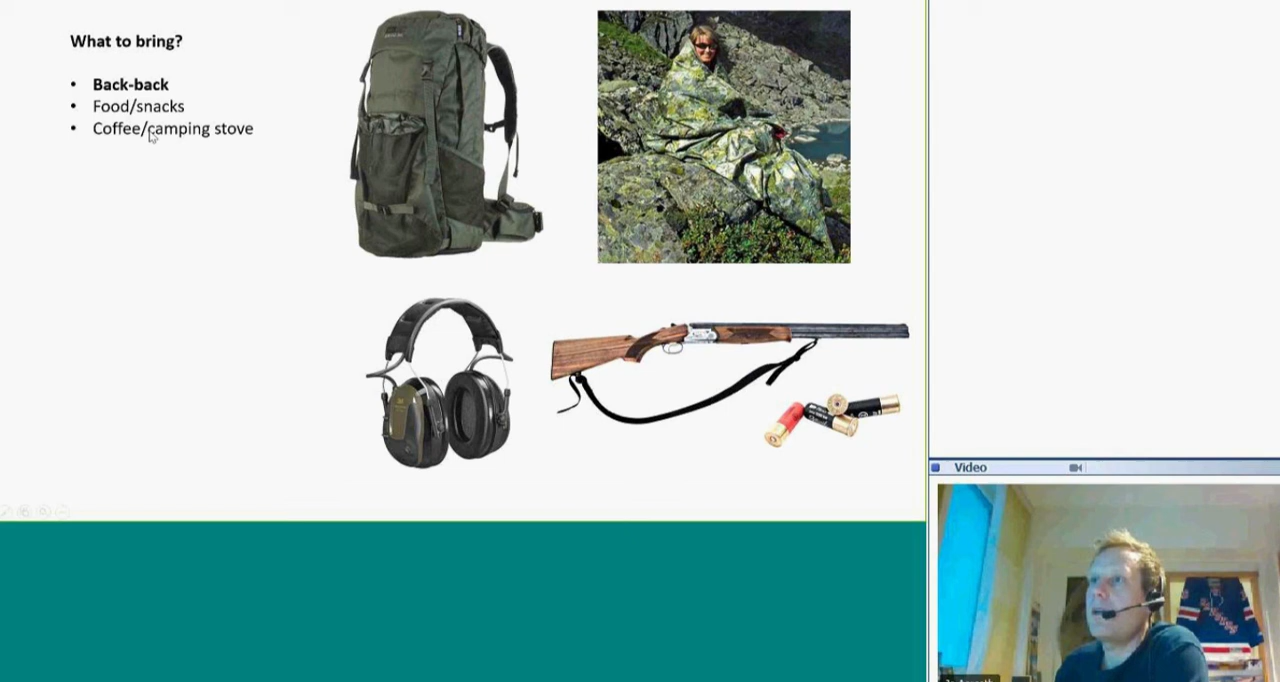 What to bring?
• Back-back
• Food/snacks
• Coffee/camping stove
Video